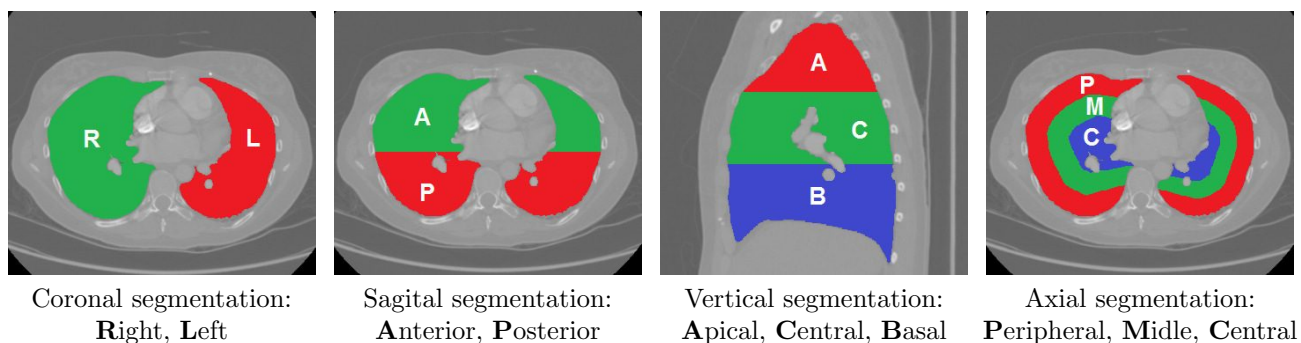 R
L
A
P
A
C
B
P
M
C
Coronal segmentation:
Right, Left
Sagital segmentation:
Anterior, Posterior
Vertical segmentation:
Apical, Central, Basal
Axial segmentation:
Peripheral, Midle, Central